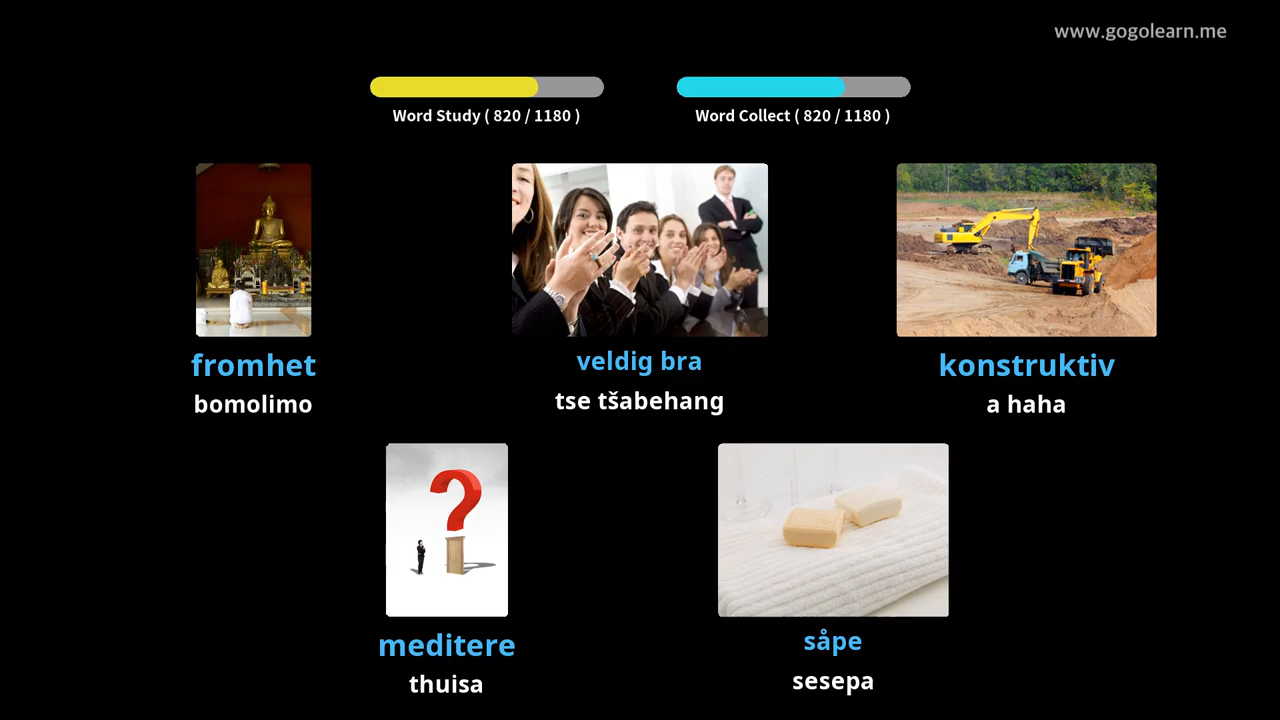 www.gogolearn.me
Word Study ( 820 / 1180 )
Word Collect ( 820 / 1180 )
fromhet
bomolimo
veldig bra
tse tšabehang
konstruktiv
a haha
meditere
thuisa
såpe
sesepa